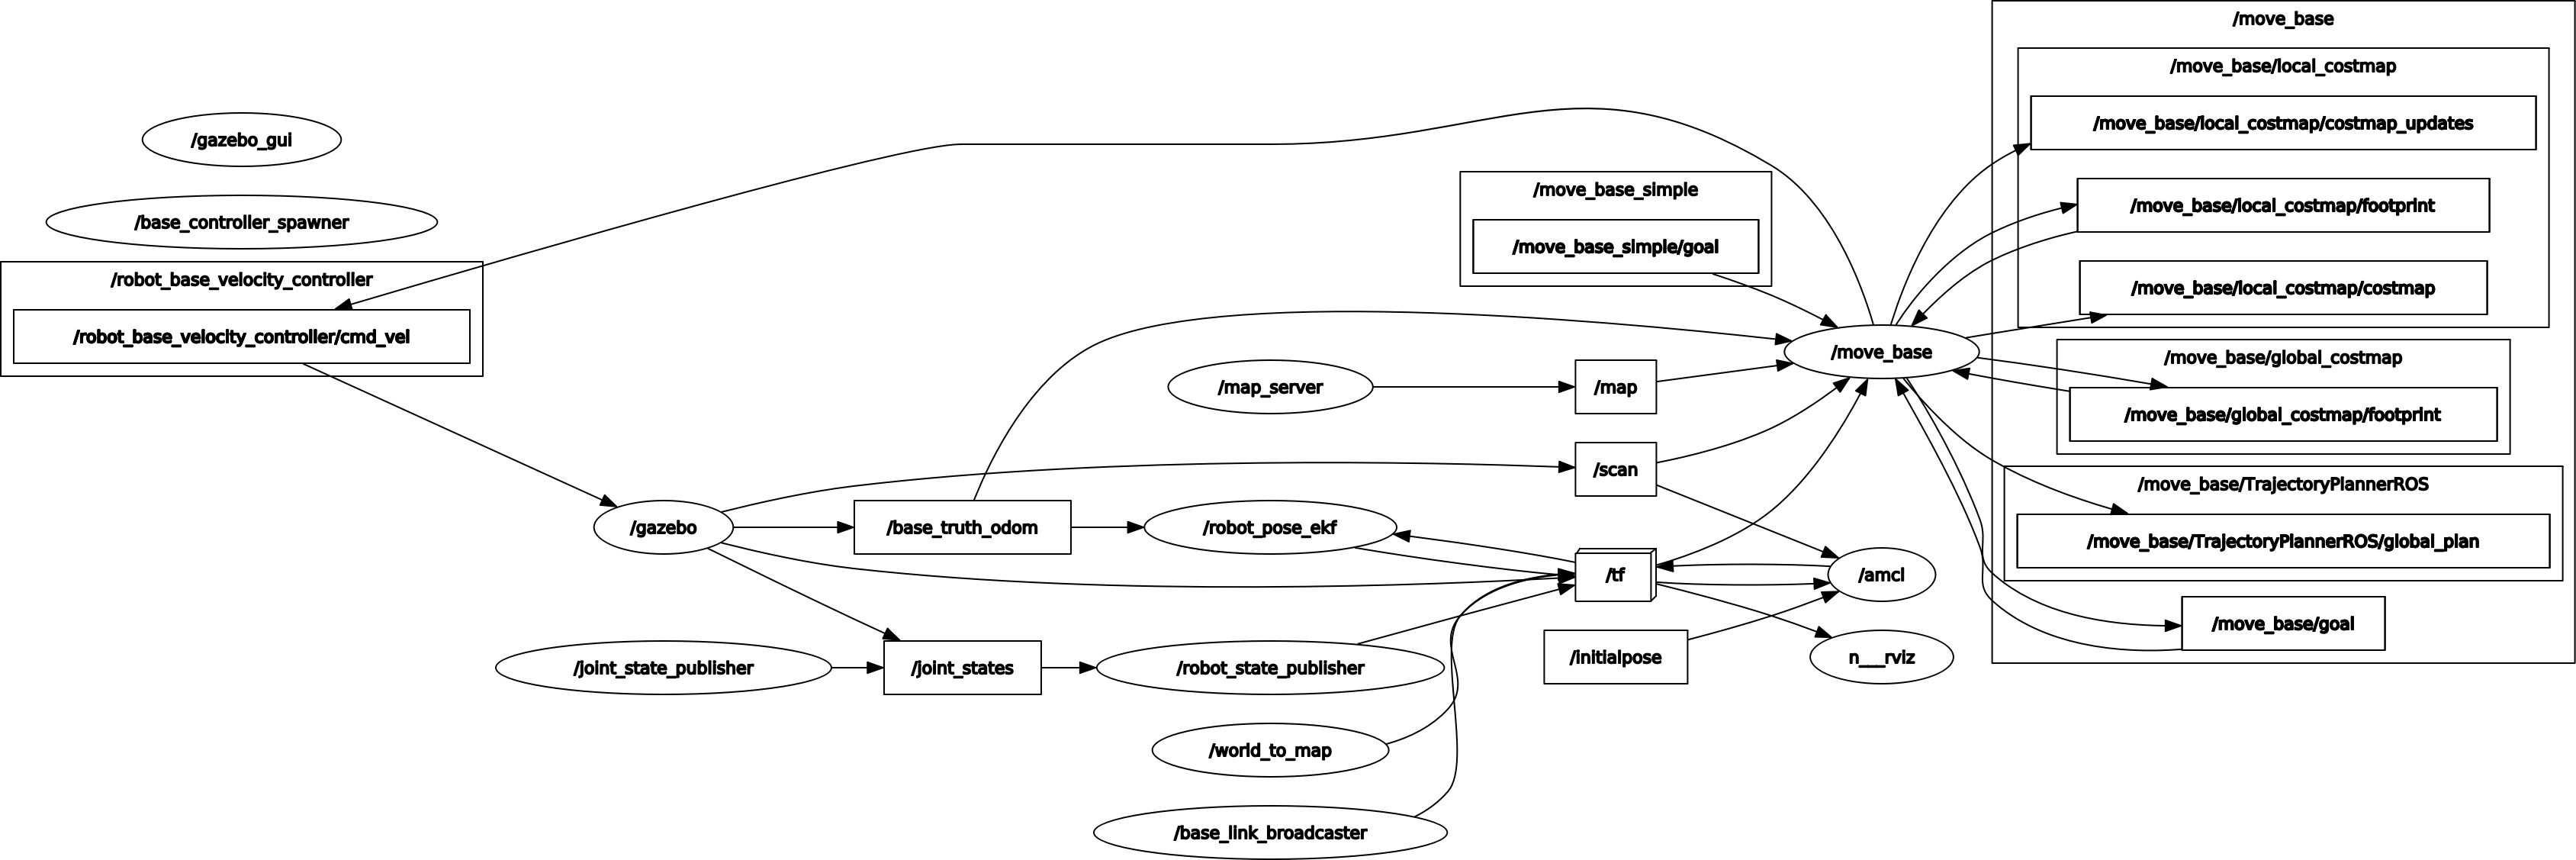 /move_base
/move_base/local_costmap
/move_base/local_costmap/costmap_updates
/gazebo_gui
/move_base_simple
/move_base/local_costmap/footprint
/base_controller_spawner
/move_base_simple/goal
/robot_base_velocity_controller
/move_base/local_costmap/costmap
/robot_base_velocity_controller/cmd_vel
/move_base
/move_base/global_costmap
/map_server
/map
/move_base/global_costmap/footprint
/scan
/move_base/TrajectoryPlannerROS
/gazebo
/base_truth_odom
/robot_pose_ekf
/move_base/TrajectoryPlannerROS/global_plan
/tf
/amcl
/move_base/goal
/joint_state_publisher
/joint_states
/robot_state_publisher
/initialpose
n___rviz
/world_to_map
/base_link_broadcaster